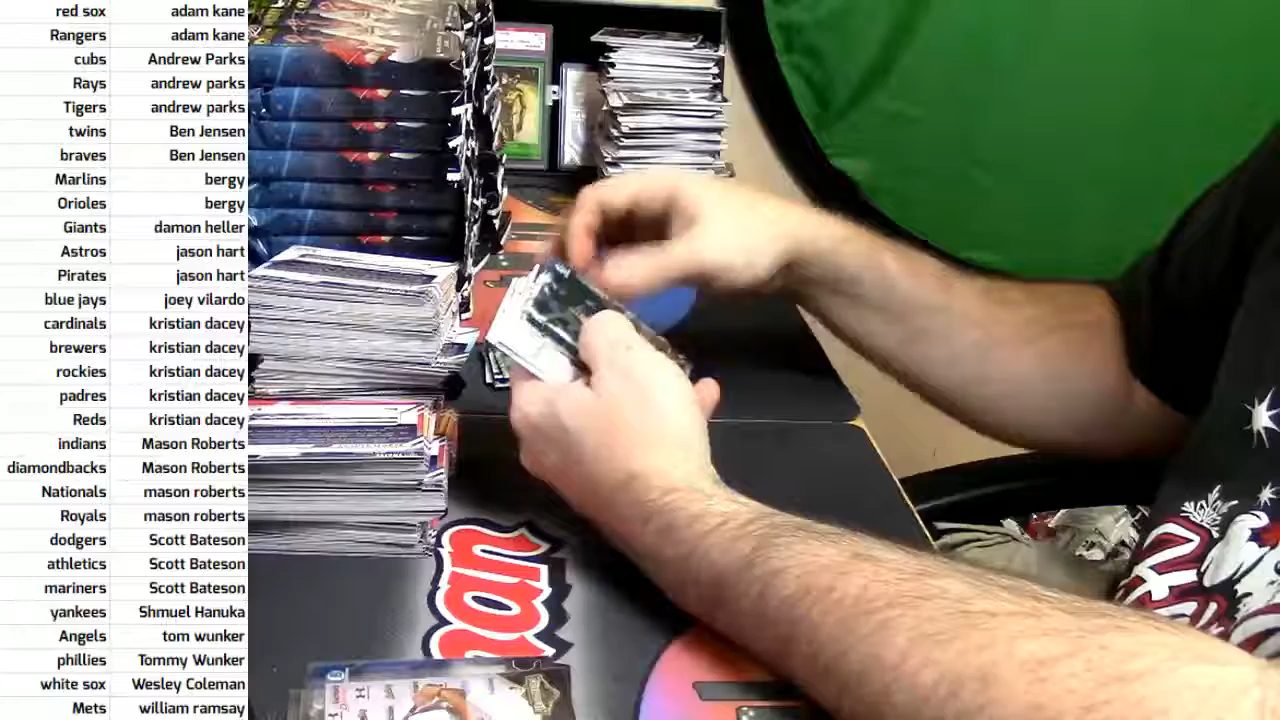 red sox adam kane
Rangers adam kane
cubs Andrew Parks
Rays andrew parks
Tigers andrew parks
twins Ben Jensen
braves Ben Jensen
Marlins bergy
Orioles bergy
Giants damon heller
Astros jason hart
Pirates jason hart
blue jays joey vilardo
cardinals kristian dacey
brewers kristian dacey
rockies kristian dacey
padres kristian dacey
Reds kristian dacey
indians Mason Roberts
diamondbacks Mason Roberts
Nationals mason roberts
Royals mason roberts
dodgers Scott Bateson
athletics Scott Bateson
mariners Scott Bateson
yankees Shmuel Hanuka
Angels tom wunker
phillies Tommy Wunker
white sox Wesley Coleman
Mets william ramsay